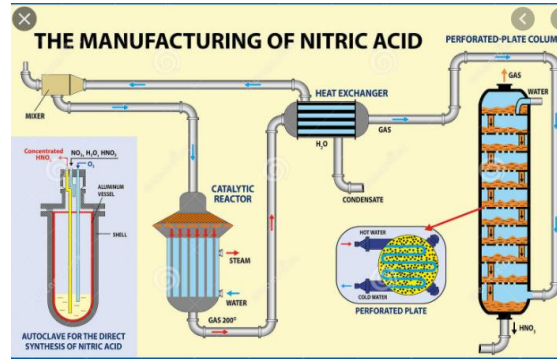 THE MANUFACTURING OF NITRIC ACID
PERFORATED-PLATE COLUM
GAS
WATER
MIXER
HEAT EXCHANGER
GAS
H₂O
CONDENSATE
Concentrated
HNO₃
NO₂, H₂O, HNO₃
O₂
ALUMINUM
VESSEL
SHELL
CATALYTIC
REACTOR
STEAM
WATER
GAS 200°
HOT WATER
COLD WATER
PERFORATED PLATE
HNO₃
AUTOCLAVE FOR THE DIRECT
SYNTHESIS OF NITRIC ACID